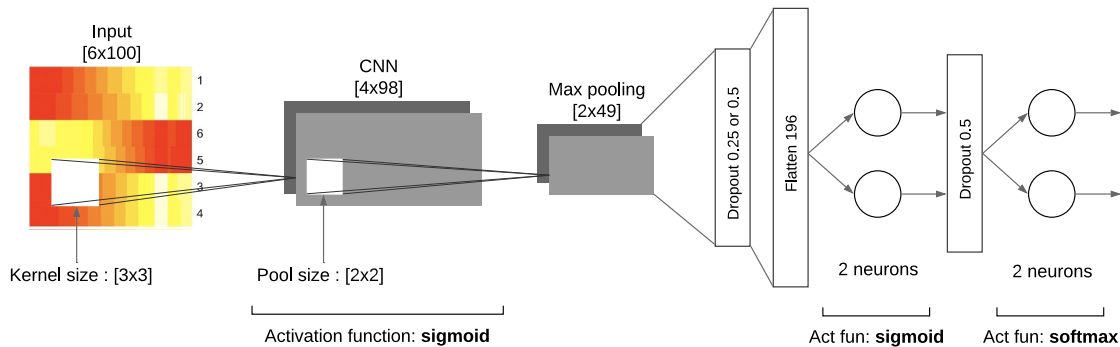 Input
[6x100]
1
2
6
5
3
4
Kernel size : [3x3]
CNN
[4x98]
Pool size : [2x2]
Activation function: sigmoid
Max pooling
[2x49]
Dropout 0.25 or 0.5
Flatten 196
2 neurons
Act fun: sigmoid
Dropout 0.5
2 neurons
Act fun: softmax